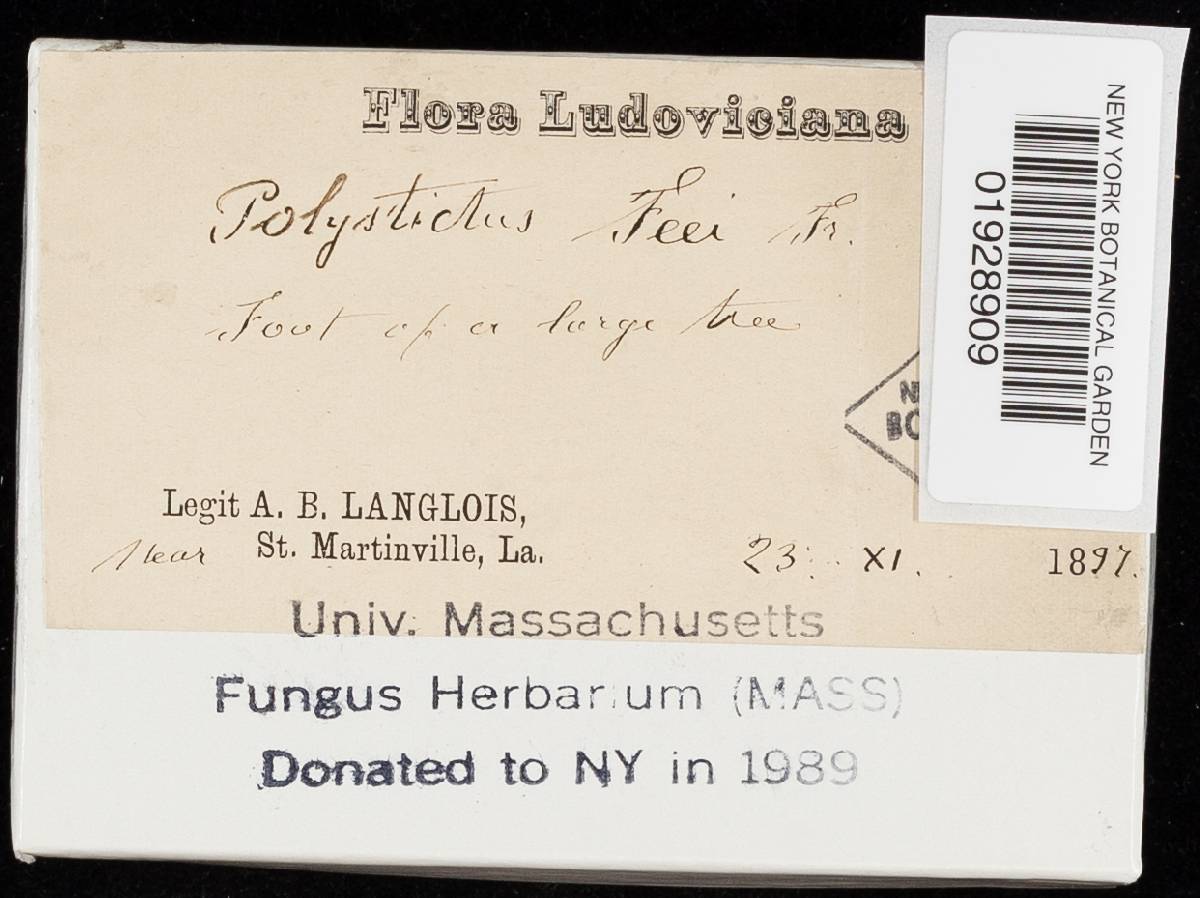 Flora Ludoviciana
Polystictus Feei Fr.
Foot of a large tree
Legit A. B. LANGLOIS,
near St. Martinville, La. 23. XI. 1897.
Univ. Massachusetts
Fungus Herbarium (MASS)
Donated to NY in 1989
NEW YORK BOTANICAL GARDEN
01928909